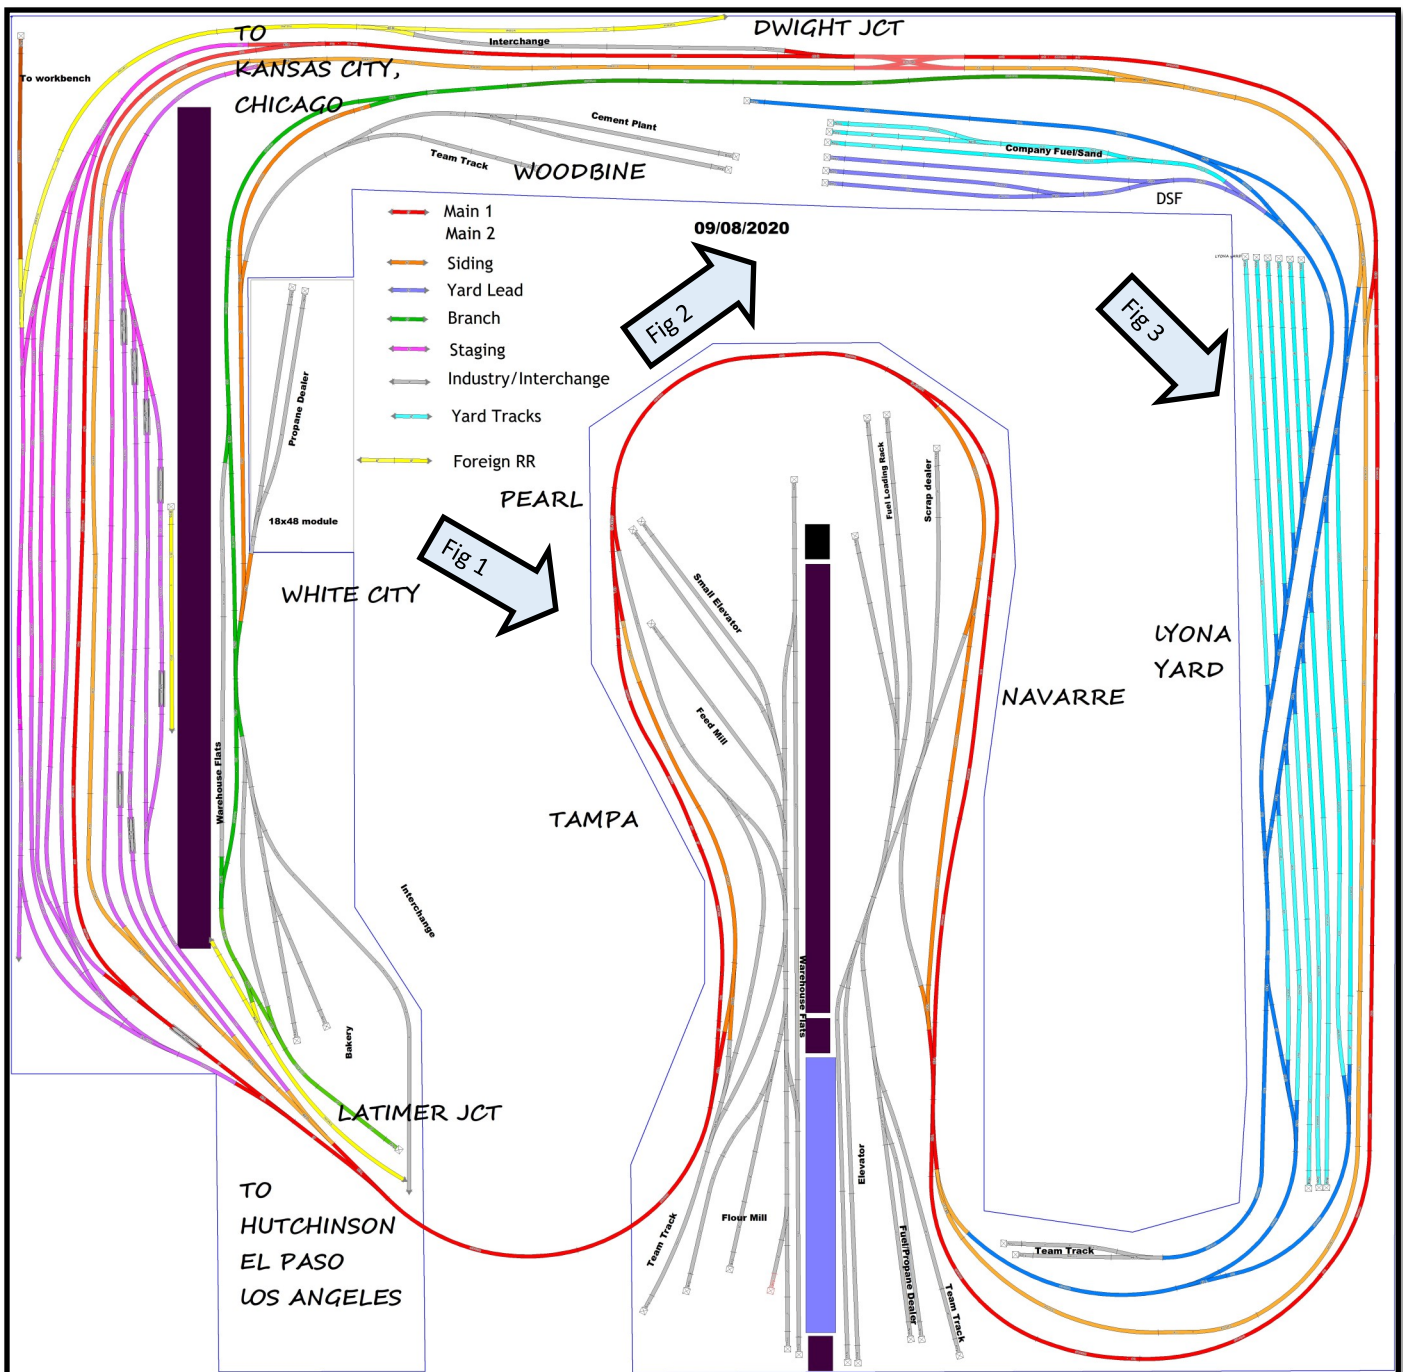 DWIGHT JCT
TO
KANSAS CITY,
CHICAGO
Interchange
To workbench
Cement Plant
Team Track
WOODBINE
Company Fuel/Sand
DSF
Main 1
Main 2
Siding
Yard Lead
Branch
Staging
Industry/Interchange
Yard Tracks
Foreign RR
09/08/2020
Fig 2
Fig 3
LYONA YARD
Propane Dealer
18x48 module
PEARL
Fig 1
WHITE CITY
Small Elevator
Fuel Loading Rack
Scrap dealer
LYONA
YARD
NAVARRE
Feed Mill
TAMPA
Warehouse Flats
Interchange
Warehouse Flats
Bakery
LATIMER JCT
TO
HUTCHINSON
EL PASO
LOS ANGELES
Team Track
Flour Mill
Elevator
Fuel/Propane Dealer
Team Track
Team Track